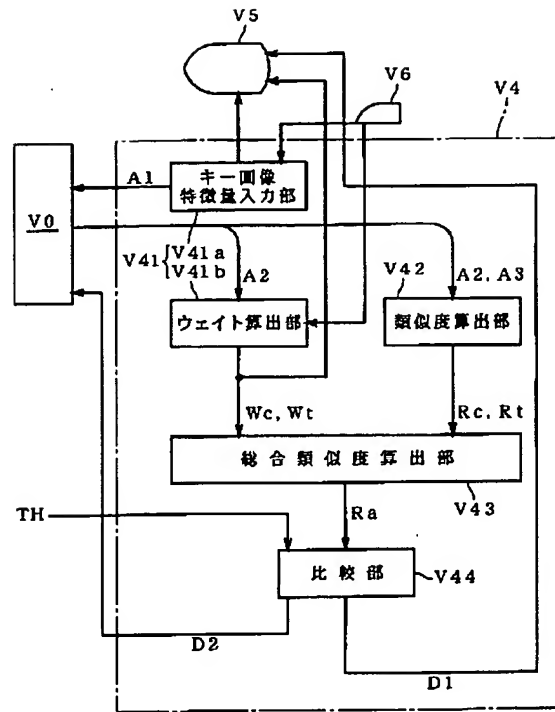 V5
V6
V4
キー画像
特徴量入力部
A1
V0
V41
V41a
V41b
A2
V42
A2, A3
ウェイト算出部
類似度算出部
Wc, Wt
Rc, Rt
総合類似度算出部
V43
TH
Ra
比較部
V44
D2
D1